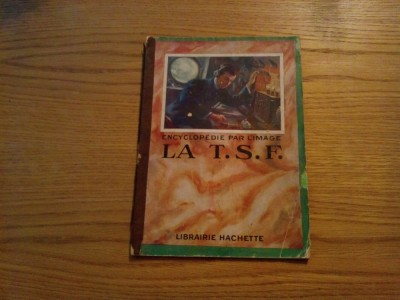 ENCYCLOPÉDIE PAR L'IMAGE
LA T.S.F.
LIBRAIRIE HACHETTE